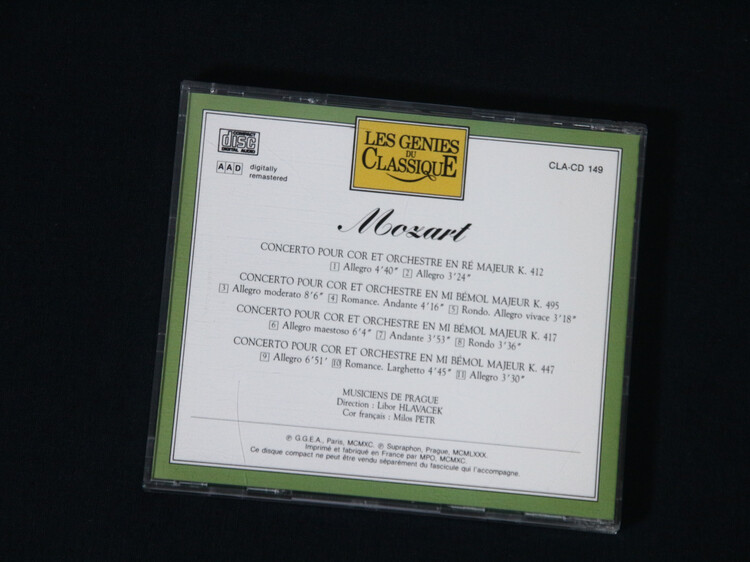 COMPACT
disc
DIGITAL AUDIO
AAD digitally
remastered
LES GENIES
DU
CLASSIQUE
CLA-CD 149
Mozart
CONCERTO POUR COR ET ORCHESTRE EN RÉ MAJEUR K. 412
1 Allegro 4'40" 2 Allegro 3'24"
CONCERTO POUR COR ET ORCHESTRE EN MI BÉMOL MAJEUR K. 495
3 Allegro moderato 8'6" 4 Romance. Andante 4'16" 5 Rondo. Allegro vivace 3'18"
CONCERTO POUR COR ET ORCHESTRE EN MI BÉMOL MAJEUR K. 417
6 Allegro maestoso 6'4" 7 Andante 3'53" 8 Rondo 3'36"
CONCERTO POUR COR ET ORCHESTRE EN MI BÉMOL MAJEUR K. 447
9 Allegro 6'51' 10 Romance. Larghetto 4'45" 11 Allegro 3'30"
MUSICIENS DE PRAGUE
Direction : Libor HLAVACEK
Cor français : Milos PETR
℗ G.G.E.A., Paris, MCMXC. ℗ Supraphon, Prague, MCMLXXX.
Imprimé et fabriqué en France par MPO, MCMXC.
Ce disque compact ne peut être vendu séparément du fascicule qui l'accompagne.